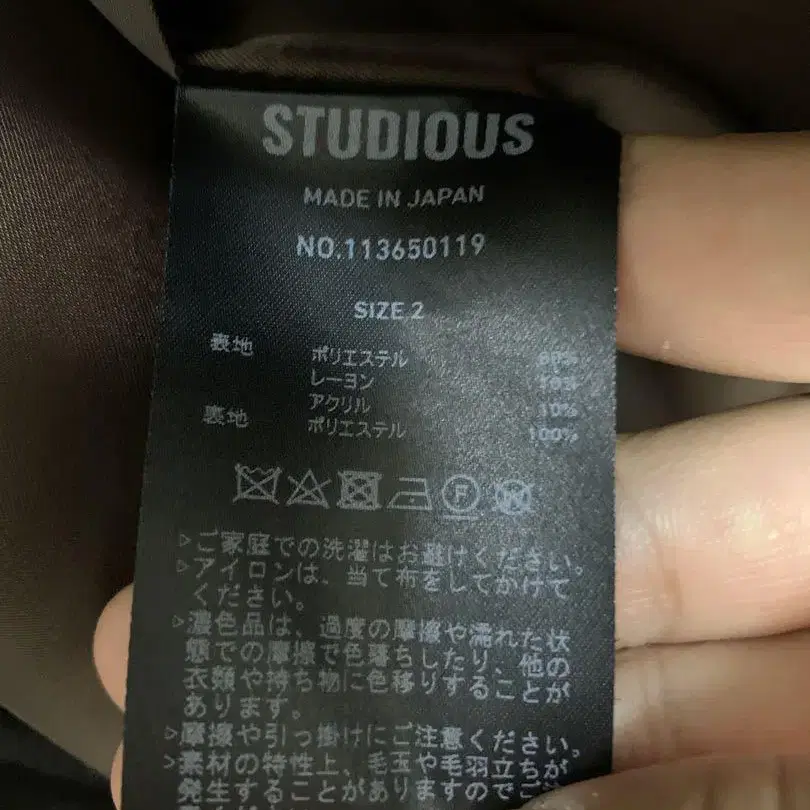 STUDIOUS
MADE IN JAPAN
NO.113650119
SIZE 2
表地 ポリエステル
レーヨン
アクリル 10%
裏地 ポリエステル 100%
F
W
▷ご家庭での洗濯はお避けください。
▷アイロンは、当て布をしてかけて
ください。
▷濃色品は、過度の摩擦や濡れた状
態での摩擦で色落ちしたり、他の
衣類や持ち物に色移りすることが
あります。
▷摩擦や引っ掛けにご注意ください。
▷素材の特性上、毛玉や毛羽立ちが
発生することがありますのでご注